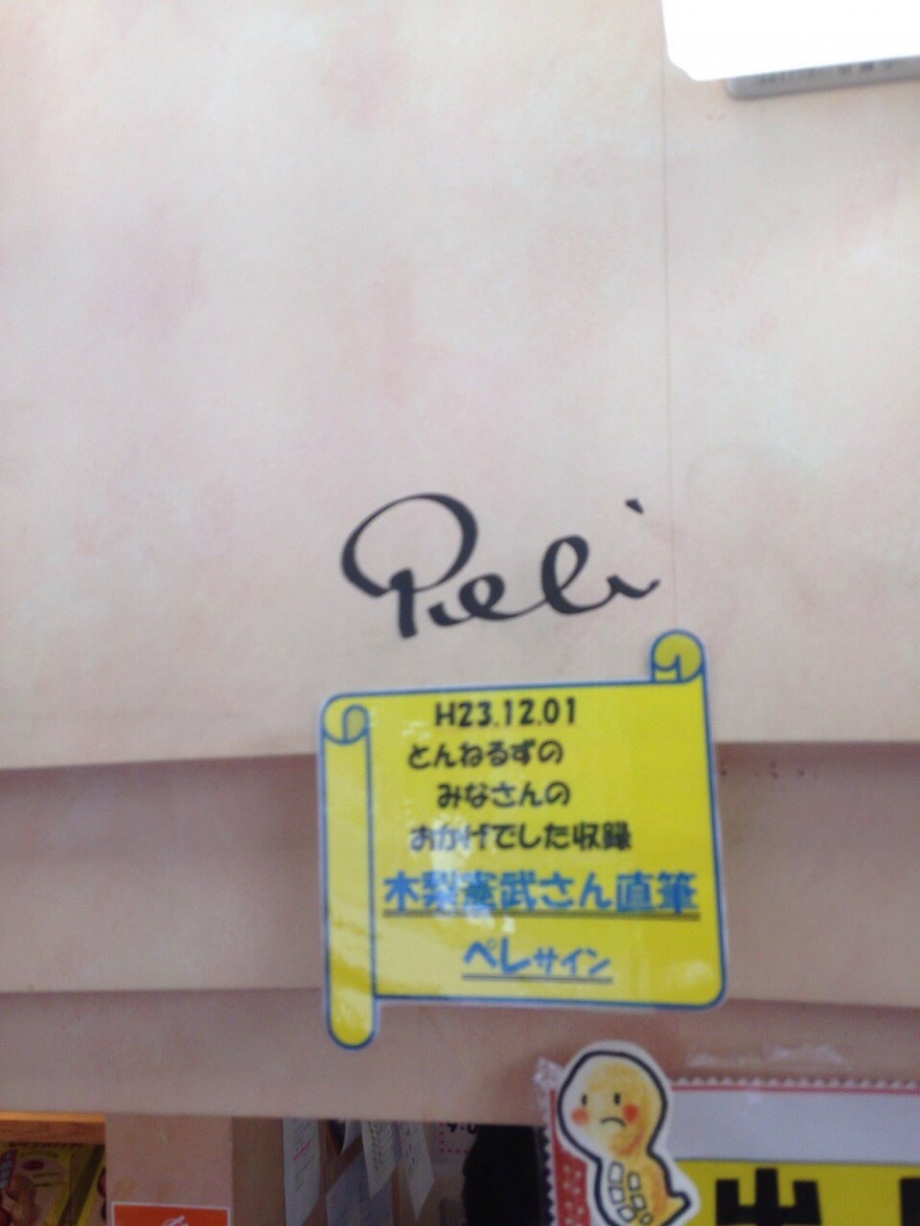 Peli
H23.12.01
とんねるずの
みなさんの
おかげでした収録
木梨憲武さん直筆
ペレサイン